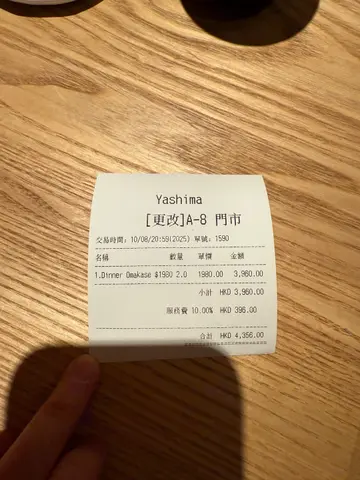 Yashima
[更改]A-8 門市
交易時間: 10/08/20:59(2025) 單號: 1590
名稱 數量 單價 金額
1.Dinner Omakase $1980 2.0 1980.00 3,960.00
小計 HKD 3,960.00
服務費 10.00% HKD 396.00
合計 HKD 4,356.00